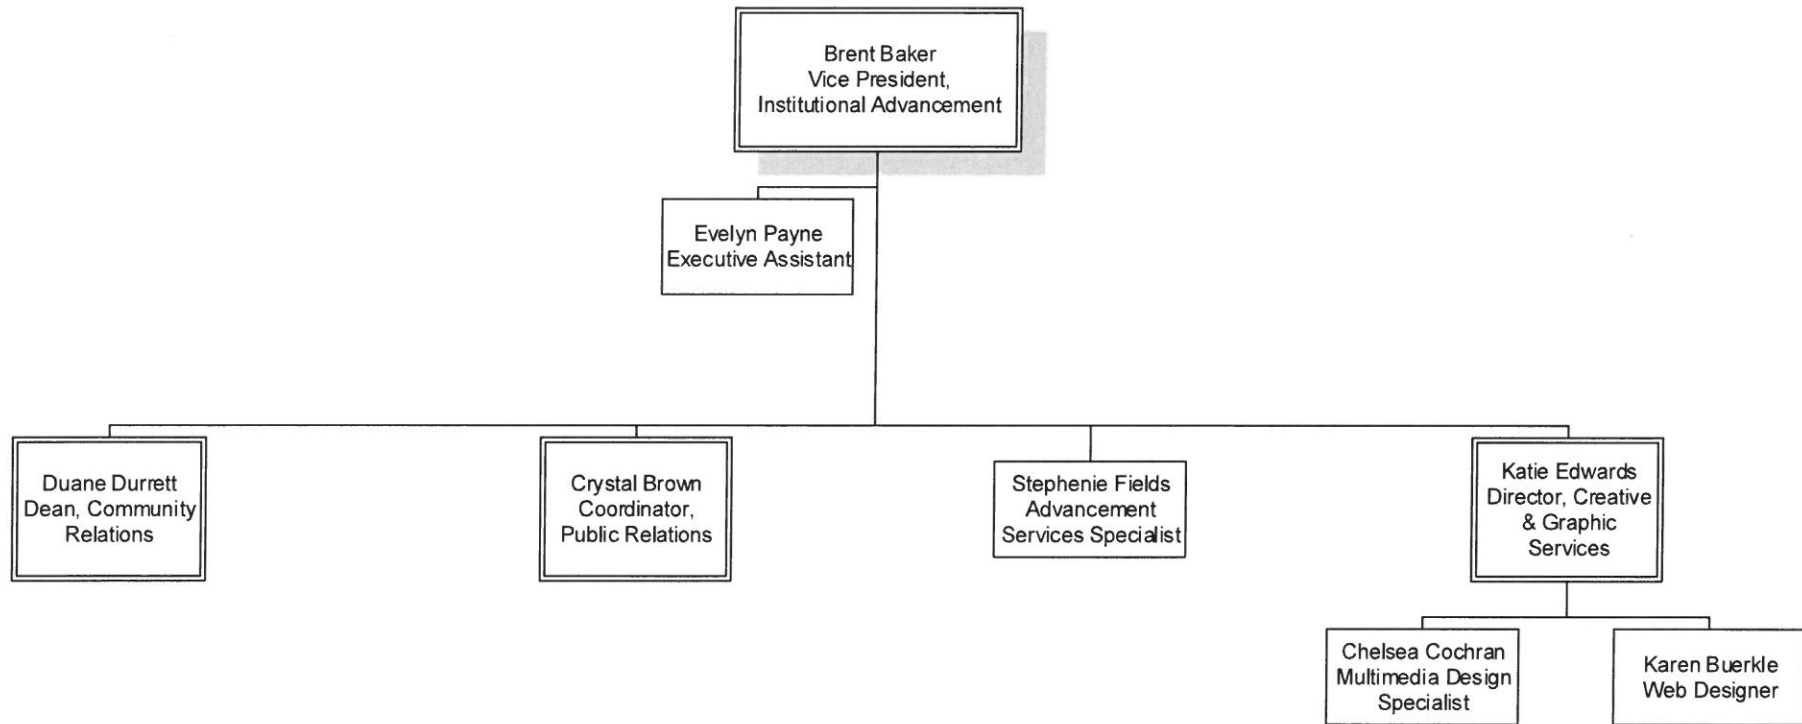 Brent Baker
Vice President,
Institutional Advancement
Evelyn Payne
Executive Assistant
Duane Durrett
Dean, Community
Relations
Crystal Brown
Coordinator,
Public Relations
Stephenie Fields
Advancement
Services Specialist
Katie Edwards
Director, Creative
& Graphic
Services
Chelsea Cochran
Multimedia Design
Specialist
Karen Buerkle
Web Designer